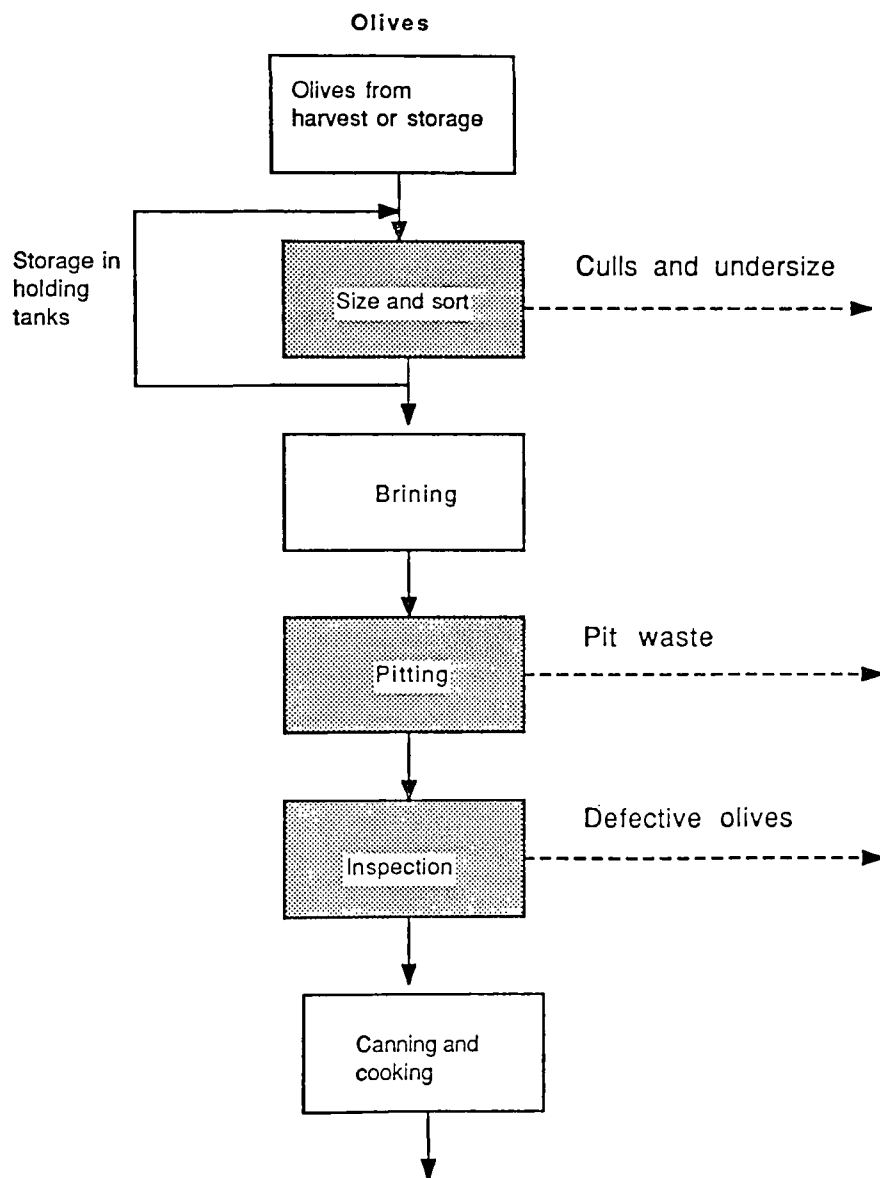 Olives
Olives from
harvest or storage
Storage in
holding
tanks
Size and sort
Culls and undersize
Brining
Pitting
Pit waste
Inspection
Defective olives
Canning and
cooking